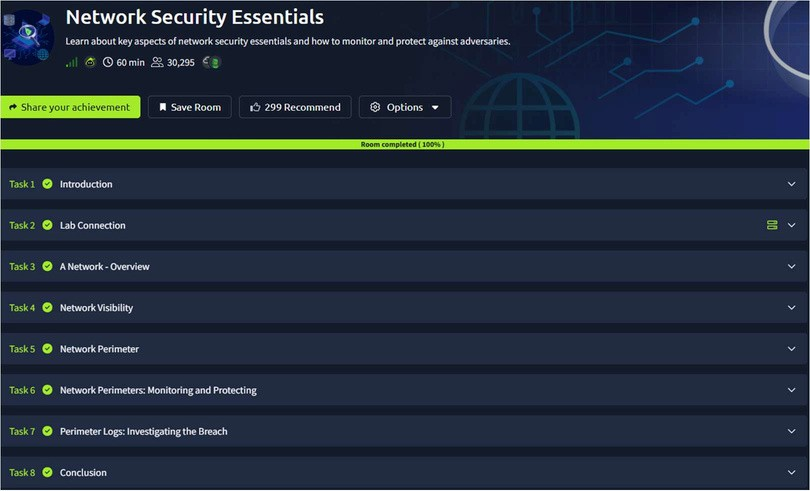 Network Security Essentials
Learn about key aspects of network security essentials and how to monitor and protect against adversaries.
60 min 30,295
Share your achievement Save Room 299 Recommend Options
Room completed ( 100% )
Task 1 Introduction
Task 2 Lab Connection
Task 3 A Network - Overview
Task 4 Network Visibility
Task 5 Network Perimeter
Task 6 Network Perimeters: Monitoring and Protecting
Task 7 Perimeter Logs: Investigating the Breach
Task 8 Conclusion